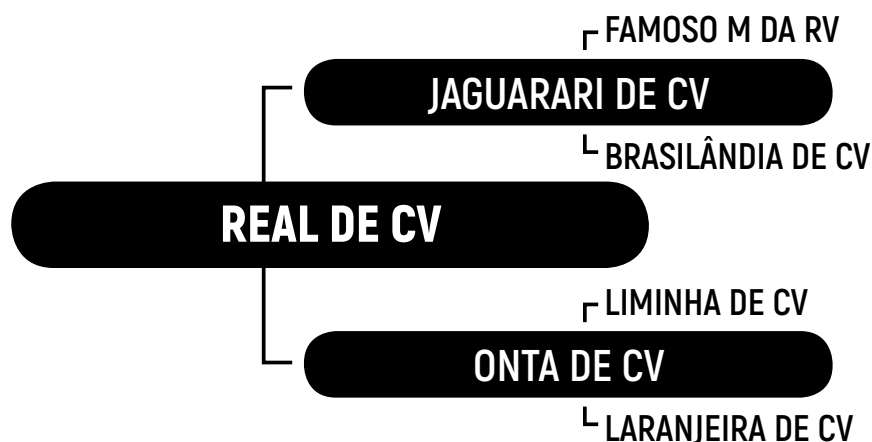 FAMOSO M DA RV
JAGUARARI DE CV
BRASILÂNDIA DE CV
REAL DE CV
LIMINHA DE CV
ONTA DE CV
LARANJEIRA DE CV